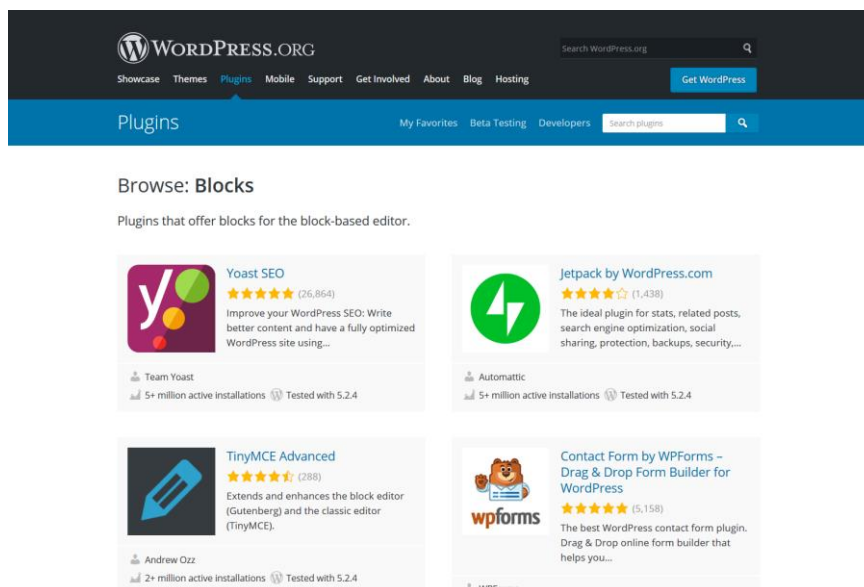 WORDPRESS.ORG
Search WordPress.org
Showcase Themes Plugins Mobile Support Get Involved About Blog Hosting
Get WordPress
Plugins
My Favorites Beta Testing Developers
Search plugins
Browse: Blocks
Plugins that offer blocks for the block-based editor.
Yoast SEO
(26,864)
Improve your WordPress SEO: Write
better content and have a fully optimized
WordPress site using...
Team Yoast
5+ million active installations Tested with 5.2.4
Jetpack by WordPress.com
(1,438)
The ideal plugin for stats, related posts,
search engine optimization, social
sharing, protection, backups, security,...
Automattic
5+ million active installations Tested with 5.2.4
TinyMCE Advanced
(288)
Extends and enhances the block editor
(Gutenberg) and the classic editor
(TinyMCE).
Andrew Ozz
2+ million active installations Tested with 5.2.4
wpforms
Contact Form by WPForms –
Drag & Drop Form Builder for
WordPress
(5,158)
The best WordPress contact form plugin.
Drag & Drop online form builder that
helps you...